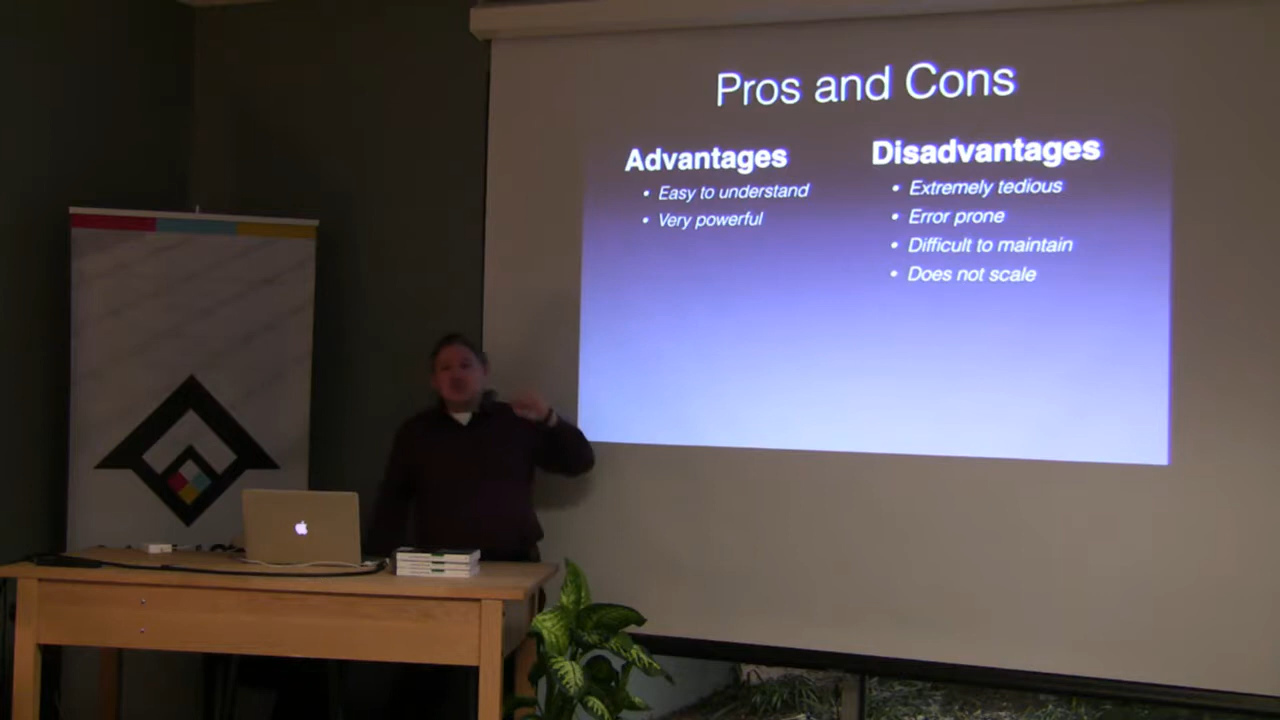 Pros and Cons
Advantages
• Easy to understand
• Very powerful
Disadvantages
• Extremely tedious
• Error prone
• Difficult to maintain
• Does not scale